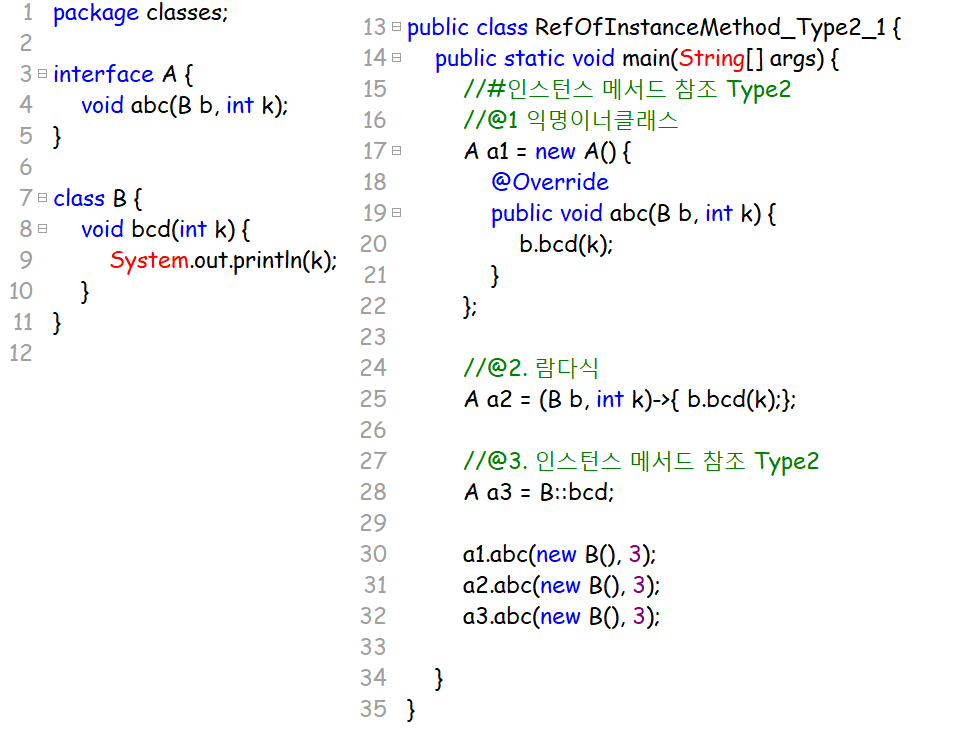 1 package classes;
2
3 interface A {
4 void abc(B b, int k);
5 }
6
7 class B {
8 void bcd(int k) {
9 System.out.println(k);
10 }
11 }
12
13 public class RefOfInstanceMethod_Type2_1 {
14 public static void main(String[] args) {
15 //#인스턴스 메서드 참조 Type2
16 //@1 익명이너클래스
17 A a1 = new A() {
18 @Override
19 public void abc(B b, int k) {
20 b.bcd(k);
21 }
22 };
23
24 //@2. 람다식
25 A a2 = (B b, int k)->{ b.bcd(k);};
26
27 //@3. 인스턴스 메서드 참조 Type2
28 A a3 = B::bcd;
29
30 a1.abc(new B(), 3);
31 a2.abc(new B(), 3);
32 a3.abc(new B(), 3);
33
34 }
35 }